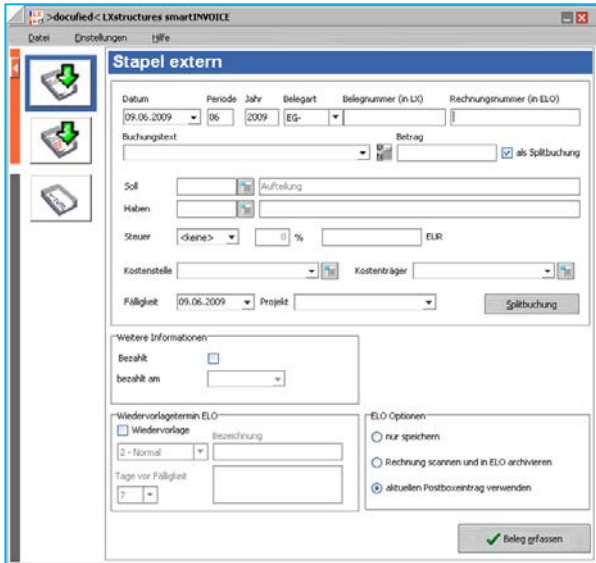 >docufied< LXstructures smartINVOICE
Datei Einstellungen Hilfe
Stapel extern
Datum Periode Jahr Belegart Belegnummer (in LX) Rechnungsnummer (in ELO)
09.06.2009 06 2009 EG-
Buchungstext Betrag
als Splitbuchung
Soll Aufteilung
Haben
Steuer <keine> 0 % EUR
Kostenstelle Kostenträger
Fälligkeit 09.06.2009 Projekt Splitbuchung
Weitere Informationen
Bezahlt
bezahlt am
Wiedervorlagetermin ELO ELO Optionen
Wiedervorlage Bezeichnung nur speichern
2 - Normal
Rechnung scannen und in ELO archivieren
Tage vor Fälligkeit
7 aktuellen Postboxeintrag verwenden
Beleg erfassen